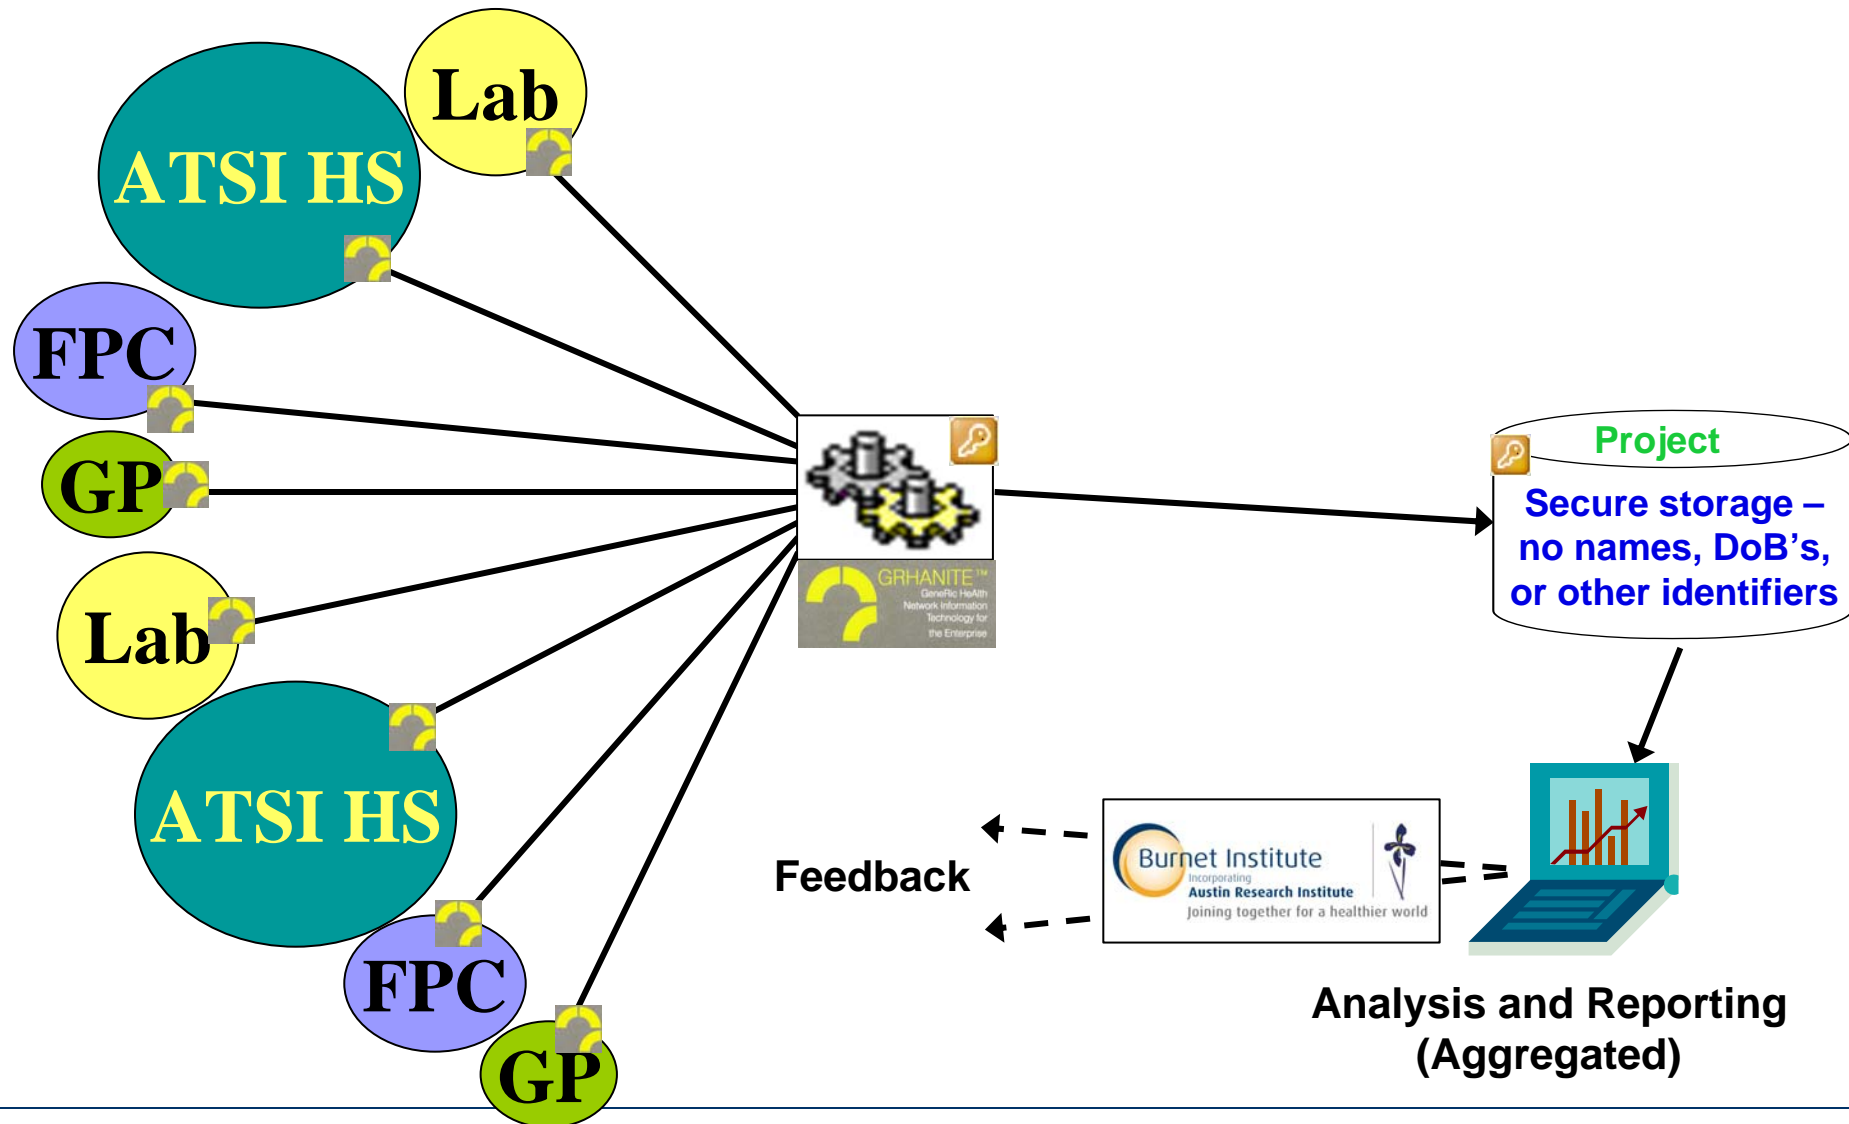 Lab
ATSI HS
FPC
GP
Lab
ATSI HS
FPC
GP
GRHANITE™
GeneRic HeAlth
Network Information
Technology for
the Enterprise
Project
Secure storage –
no names, DoB's,
or other identifiers
Feedback
Burnet Institute
Incorporating
Austin Research Institute
Joining together for a healthier world
Analysis and Reporting
(Aggregated)